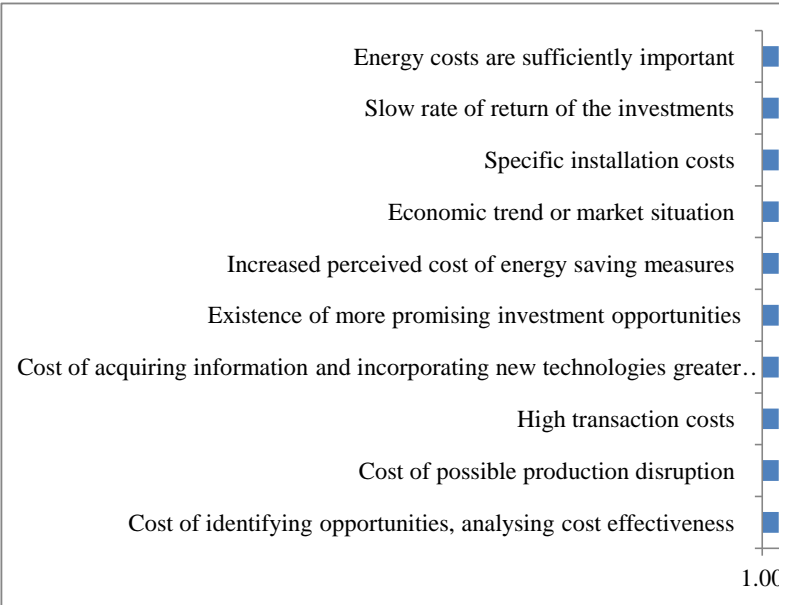 Energy costs are sufficiently important
Slow rate of return of the investments
Specific installation costs
Economic trend or market situation
Increased perceived cost of energy saving measures
Existence of more promising investment opportunities
Cost of acquiring information and incorporating new technologies greater…
High transaction costs
Cost of possible production disruption
Cost of identifying opportunities, analysing cost effectiveness
1.00